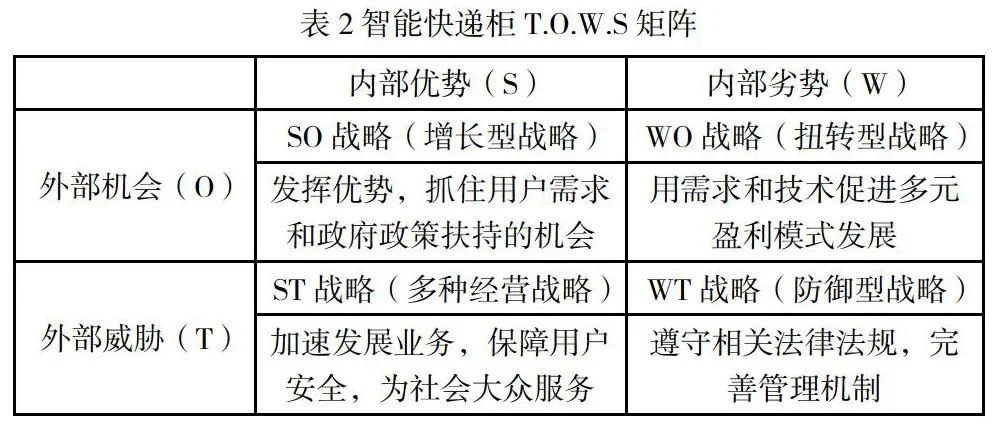 表 2 智能快递柜 T.O.W.S 矩阵
内部优势（S）
内部劣势（W）
外部机会（O）
SO 战略（增长型战略）
WO 战略（扭转型战略）
发挥优势，抓住用户需求
和政府政策扶持的机会
用需求和技术促进多元
盈利模式发展
外部威胁（T）
ST 战略（多种经营战略）
WT 战略（防御型战略）
加速发展业务，保障用户
安全，为社会大众服务
遵守相关法律法规，完
善管理机制